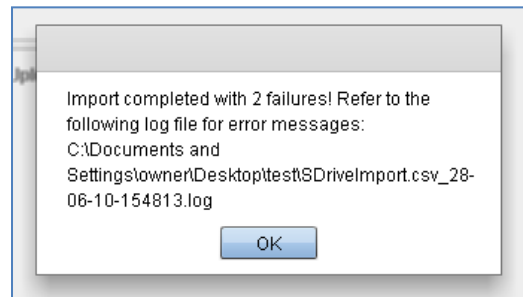 Import completed with 2 failures! Refer to the
following log file for error messages:
C:\Documents and
Settings\owner\Desktop\test\SDriveImport.csv_28-
06-10-154813.log
OK